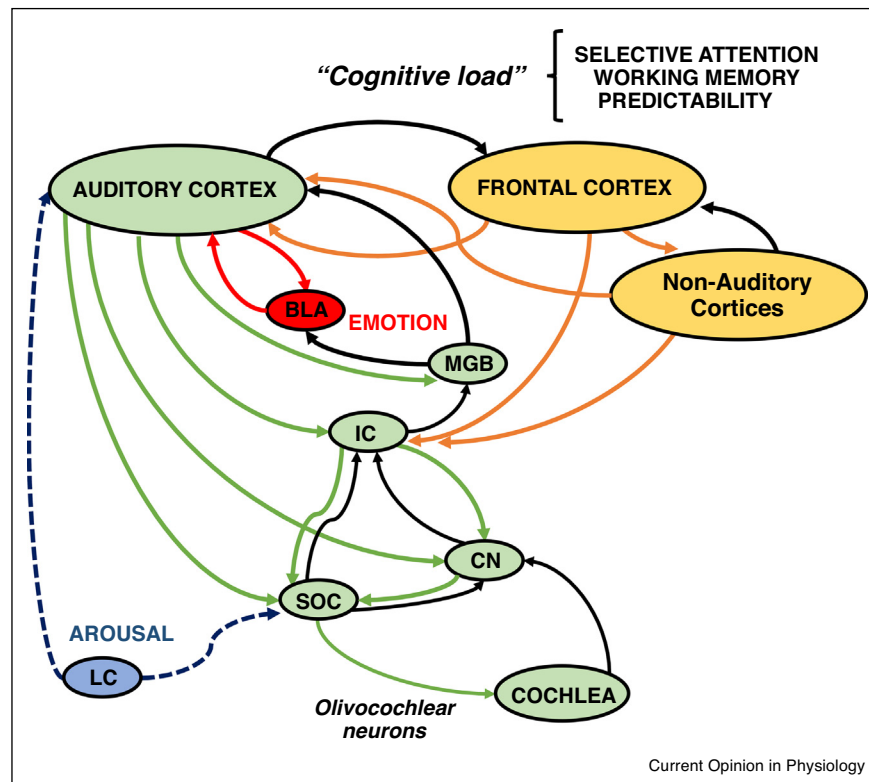 "Cognitive load"
SELECTIVE ATTENTION
WORKING MEMORY
PREDICTABILITY
AUDITORY CORTEX
FRONTAL CORTEX
Non-Auditory
Cortices
BLA
EMOTION
MGB
IC
CN
SOC
AROUSAL
LC
COCHLEA
Olivocochlear
neurons
Current Opinion in Physiology